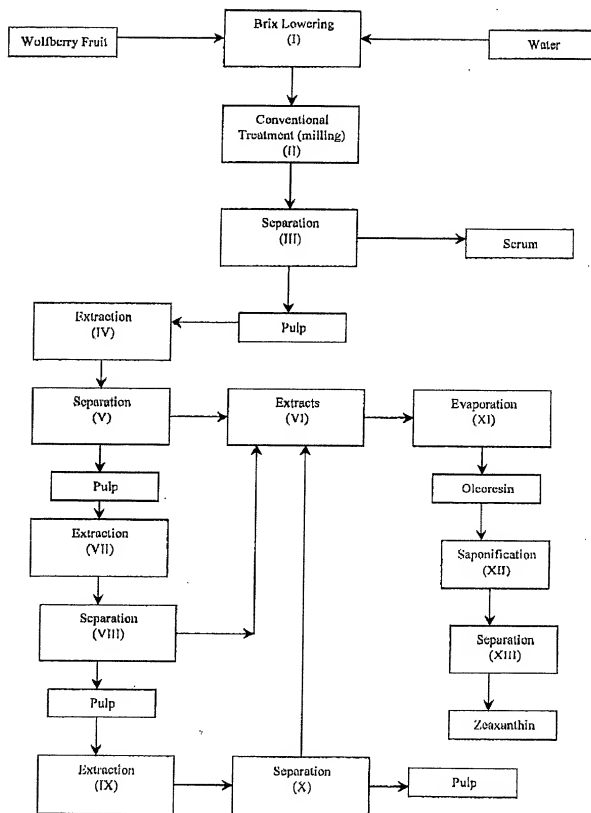 Brix Lowering
(I)
Wolfberry Fruit
Water
Conventional
Treatment (milling)
(II)
Separation
(III)
Serum
Pulp
Extraction
(IV)
Separation
(V)
Extracts
(VI)
Evaporation
(XI)
Pulp
Oleoresin
Extraction
(VII)
Saponification
(XII)
Separation
(VIII)
Separation
(XIII)
Pulp
Zeaxanthin
Extraction
(IX)
Separation
(X)
Pulp